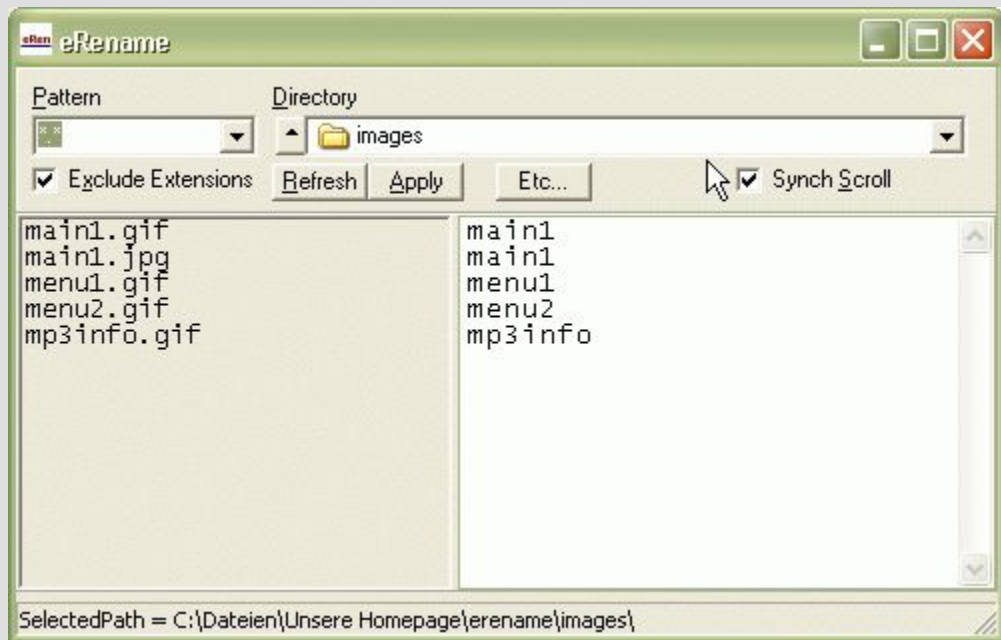 eRen eRename
Pattern Directory
*.* images
Exclude Extensions Refresh Apply Etc... Synch Scroll
main1.gif
main1.jpg
menu1.gif
menu2.gif
mp3info.gif
main1
main1
menu1
menu2
mp3info
SelectedPath = C:\Dateien\Unsere Homepage\erename\images\